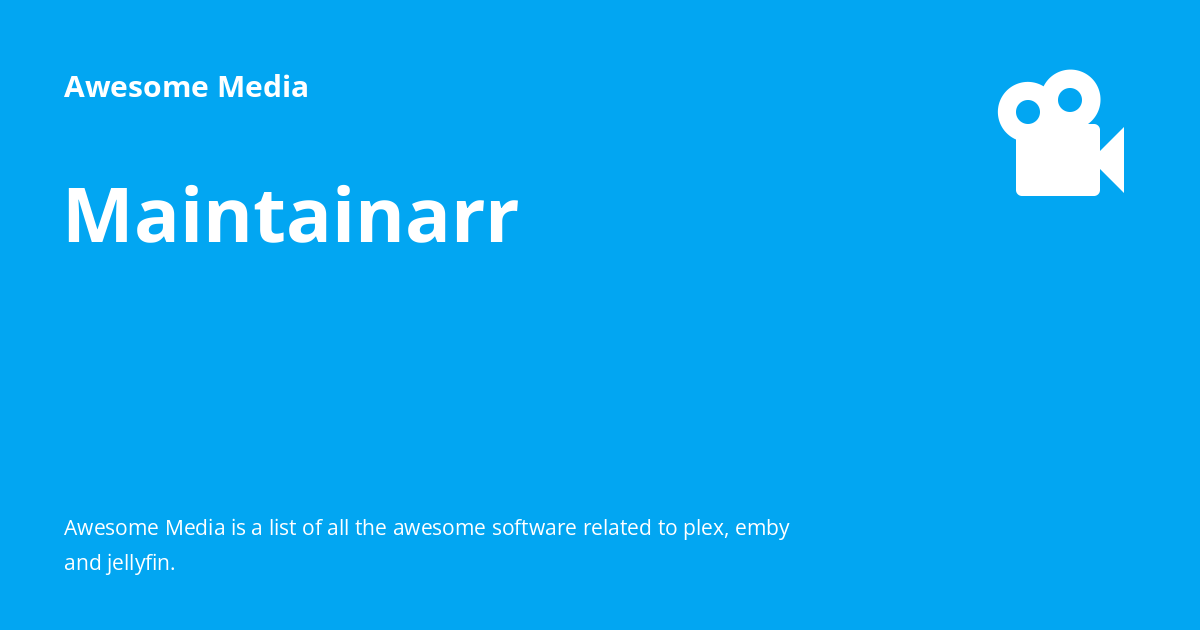 Awesome Media
Maintainarr
Awesome Media is a list of all the awesome software related to plex, emby
and jellyfin.